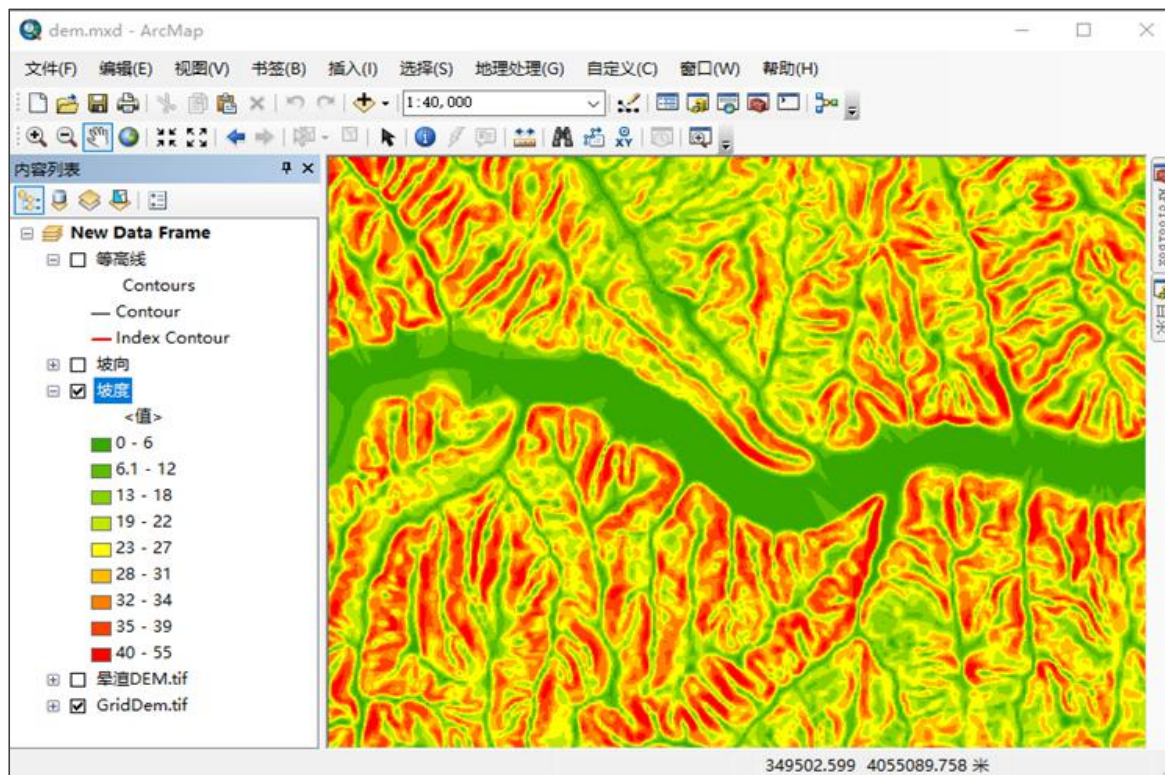 dem.mxd - ArcMap
文件(F) 编辑(E) 视图(V) 书签(B) 插入(I) 选择(S) 地理处理(G) 自定义(C) 窗口(W) 帮助(H)
1:40,000
XY
内容列表
New Data Frame
等高线
Contours
Contour
Index Contour
坡向
坡度
<值>
0 - 6
6.1 - 12
13 - 18
19 - 22
23 - 27
28 - 31
32 - 34
35 - 39
40 - 55
晕渲DEM.tif
GridDem.tif
ArcToolbox
目录
349502.599 4055089.758 米